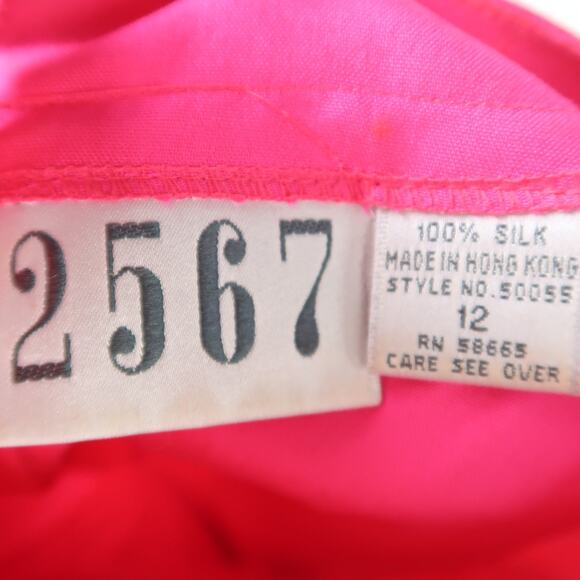 2567
100% SILK
MADE IN HONG KONG
STYLE NO. 50055
12
RN 58665
CARE SEE OVER